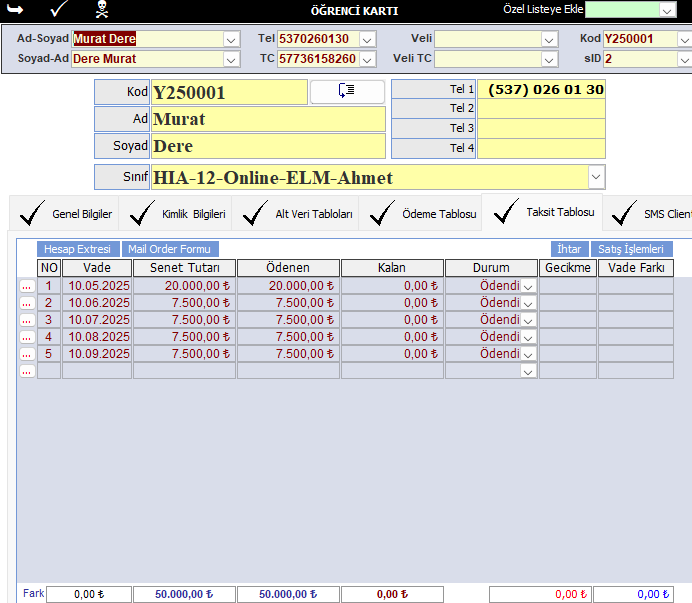 ÖĞRENCİ KARTI Özel Listeye Ekle
Ad-Soyad Murat Dere Tel 5370260130 Veli Kod Y250001
Soyad-Ad Dere Murat TC 57736158260 Veli TC sID 2
Kod Y250001 Tel 1 (537) 026 01 30
Tel 2
Ad Murat Tel 3
Soyad Dere Tel 4
Sınıf HIA-12-Online-ELM-Ahmet
Genel Bilgiler Kimlik Bilgileri Alt Veri Tabloları Ödeme Tablosu Taksit Tablosu SMS Client
Hesap Extresi Mail Order Formu İhtar Satış İşlemleri
NO Vade Senet Tutarı Ödenen Kalan Durum Gecikme Vade Farkı
... 1 10.05.2025 20.000,00 ₺ 20.000,00 ₺ 0,00 ₺ Ödendi
... 2 10.06.2025 7.500,00 ₺ 7.500,00 ₺ 0,00 ₺ Ödendi
... 3 10.07.2025 7.500,00 ₺ 7.500,00 ₺ 0,00 ₺ Ödendi
... 4 10.08.2025 7.500,00 ₺ 7.500,00 ₺ 0,00 ₺ Ödendi
... 5 10.09.2025 7.500,00 ₺ 7.500,00 ₺ 0,00 ₺ Ödendi
...
Fark 0,00 ₺ 50.000,00 ₺ 50.000,00 ₺ 0,00 ₺ 0,00 ₺ 0,00 ₺